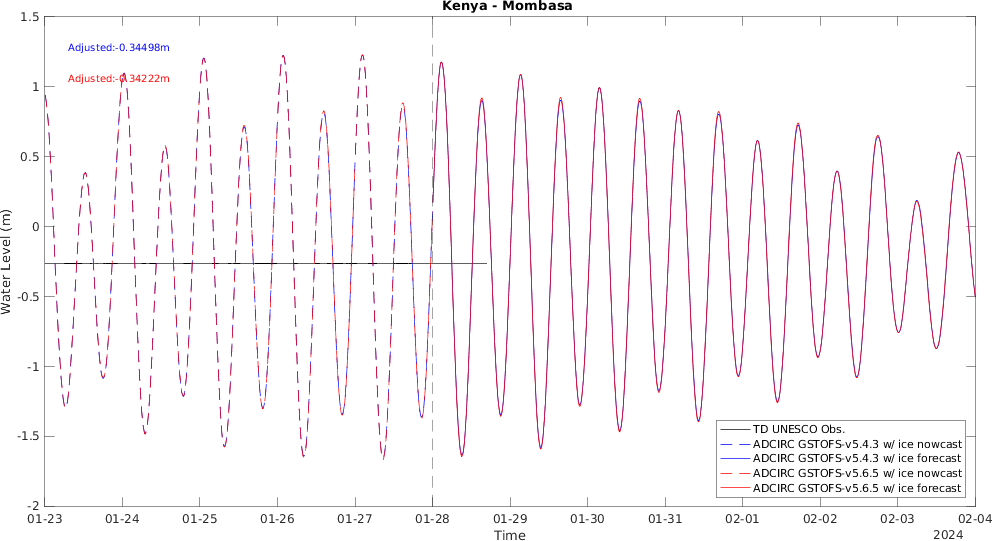 Kenya - Mombasa
Adjusted:-0.34498m
Adjusted:-0.34222m
Water Level (m)
1.5
1
0.5
0
-0.5
-1
-1.5
-2
TD UNESCO Obs.
ADCIRC GSTOFS-v5.4.3 w/ ice nowcast
ADCIRC GSTOFS-v5.4.3 w/ ice forecast
ADCIRC GSTOFS-v5.6.5 w/ ice nowcast
ADCIRC GSTOFS-v5.6.5 w/ ice forecast
01-23 01-24 01-25 01-26 01-27 01-28 01-29 01-30 01-31 02-01 02-02 02-03 02-04
Time
2024